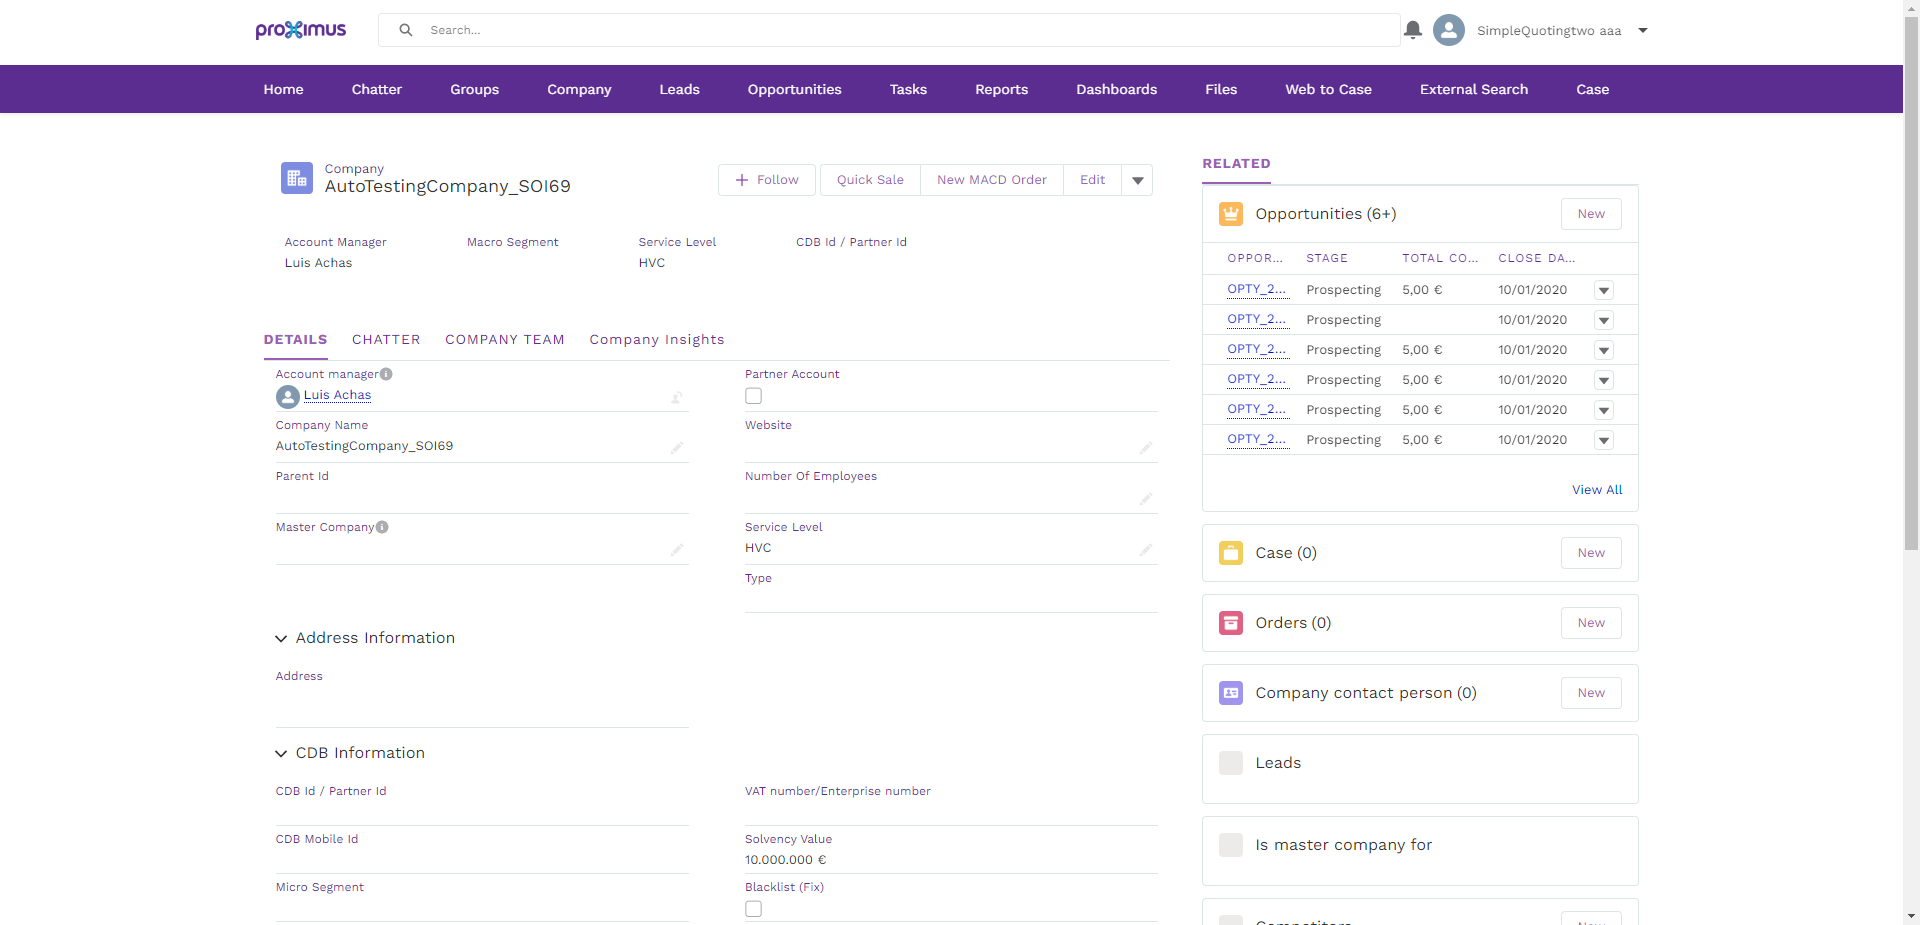 proximus
Search...
SimpleQuotingtwo aaa
Home Chatter Groups Company Leads Opportunities Tasks Reports Dashboards Files Web to Case External Search Case
Company
AutoTestingCompany_SOI69
Follow Quick Sale New MACD Order Edit
Account Manager Macro Segment Service Level CDB Id / Partner Id
Luis Achas HVC
DETAILS CHATTER COMPANY TEAM Company Insights
Account manager Partner Account
Luis Achas
Company Name Website
AutoTestingCompany_SOI69
Parent Id Number Of Employees
Master Company Service Level
HVC
Type
Address Information
Address
CDB Information
CDB Id / Partner Id VAT number/Enterprise number
CDB Mobile Id Solvency Value
10.000.000 €
Micro Segment Blacklist (Fix)
RELATED
Opportunities (6+) New
OPPOR... STAGE TOTAL CO... CLOSE DA...
OPTY_2... Prospecting 5,00 € 10/01/2020
OPTY_2... Prospecting 10/01/2020
OPTY_2... Prospecting 5,00 € 10/01/2020
OPTY_2... Prospecting 5,00 € 10/01/2020
OPTY_2... Prospecting 5,00 € 10/01/2020
OPTY_2... Prospecting 5,00 € 10/01/2020
View All
Case (0) New
Orders (0) New
Company contact person (0) New
Leads
Is master company for